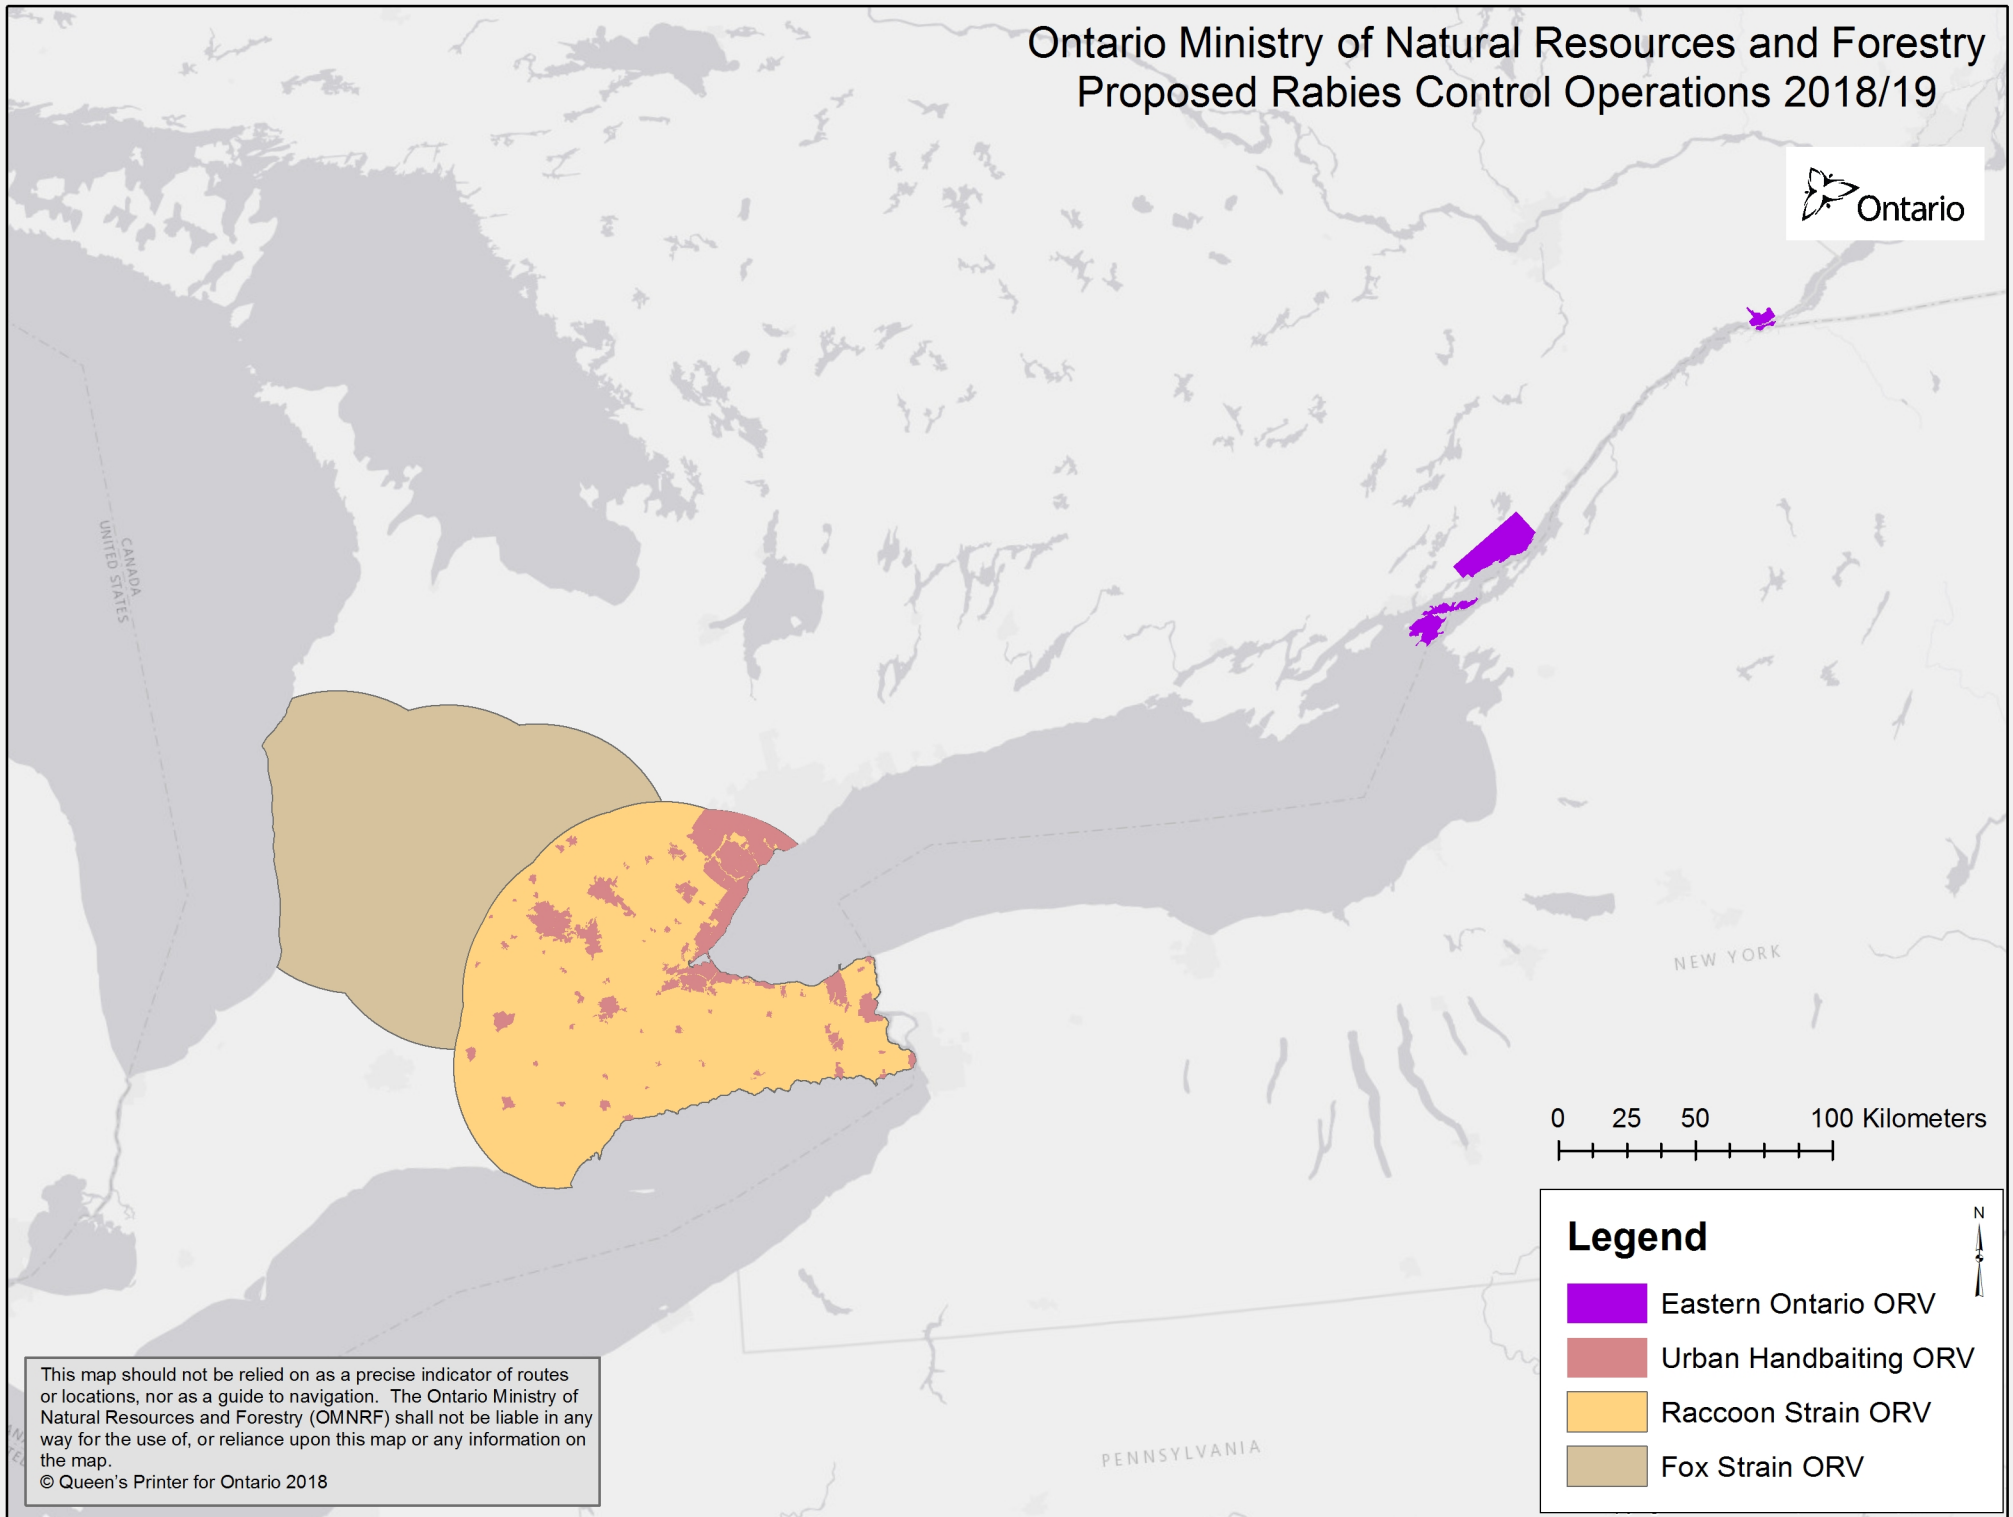 Ontario Ministry of Natural Resources and Forestry
Proposed Rabies Control Operations 2018/19
Ontario
CANADA
UNITED STATES
NEW YORK
0 25 50 100 Kilometers
Legend
N
Eastern Ontario ORV
Urban Handbaiting ORV
Raccoon Strain ORV
Fox Strain ORV
PENNSYLVANIA
This map should not be relied on as a precise indicator of routes
or locations, nor as a guide to navigation. The Ontario Ministry of
Natural Resources and Forestry (OMNRF) shall not be liable in any
way for the use of, or reliance upon this map or any information on
the map.
© Queen's Printer for Ontario 2018